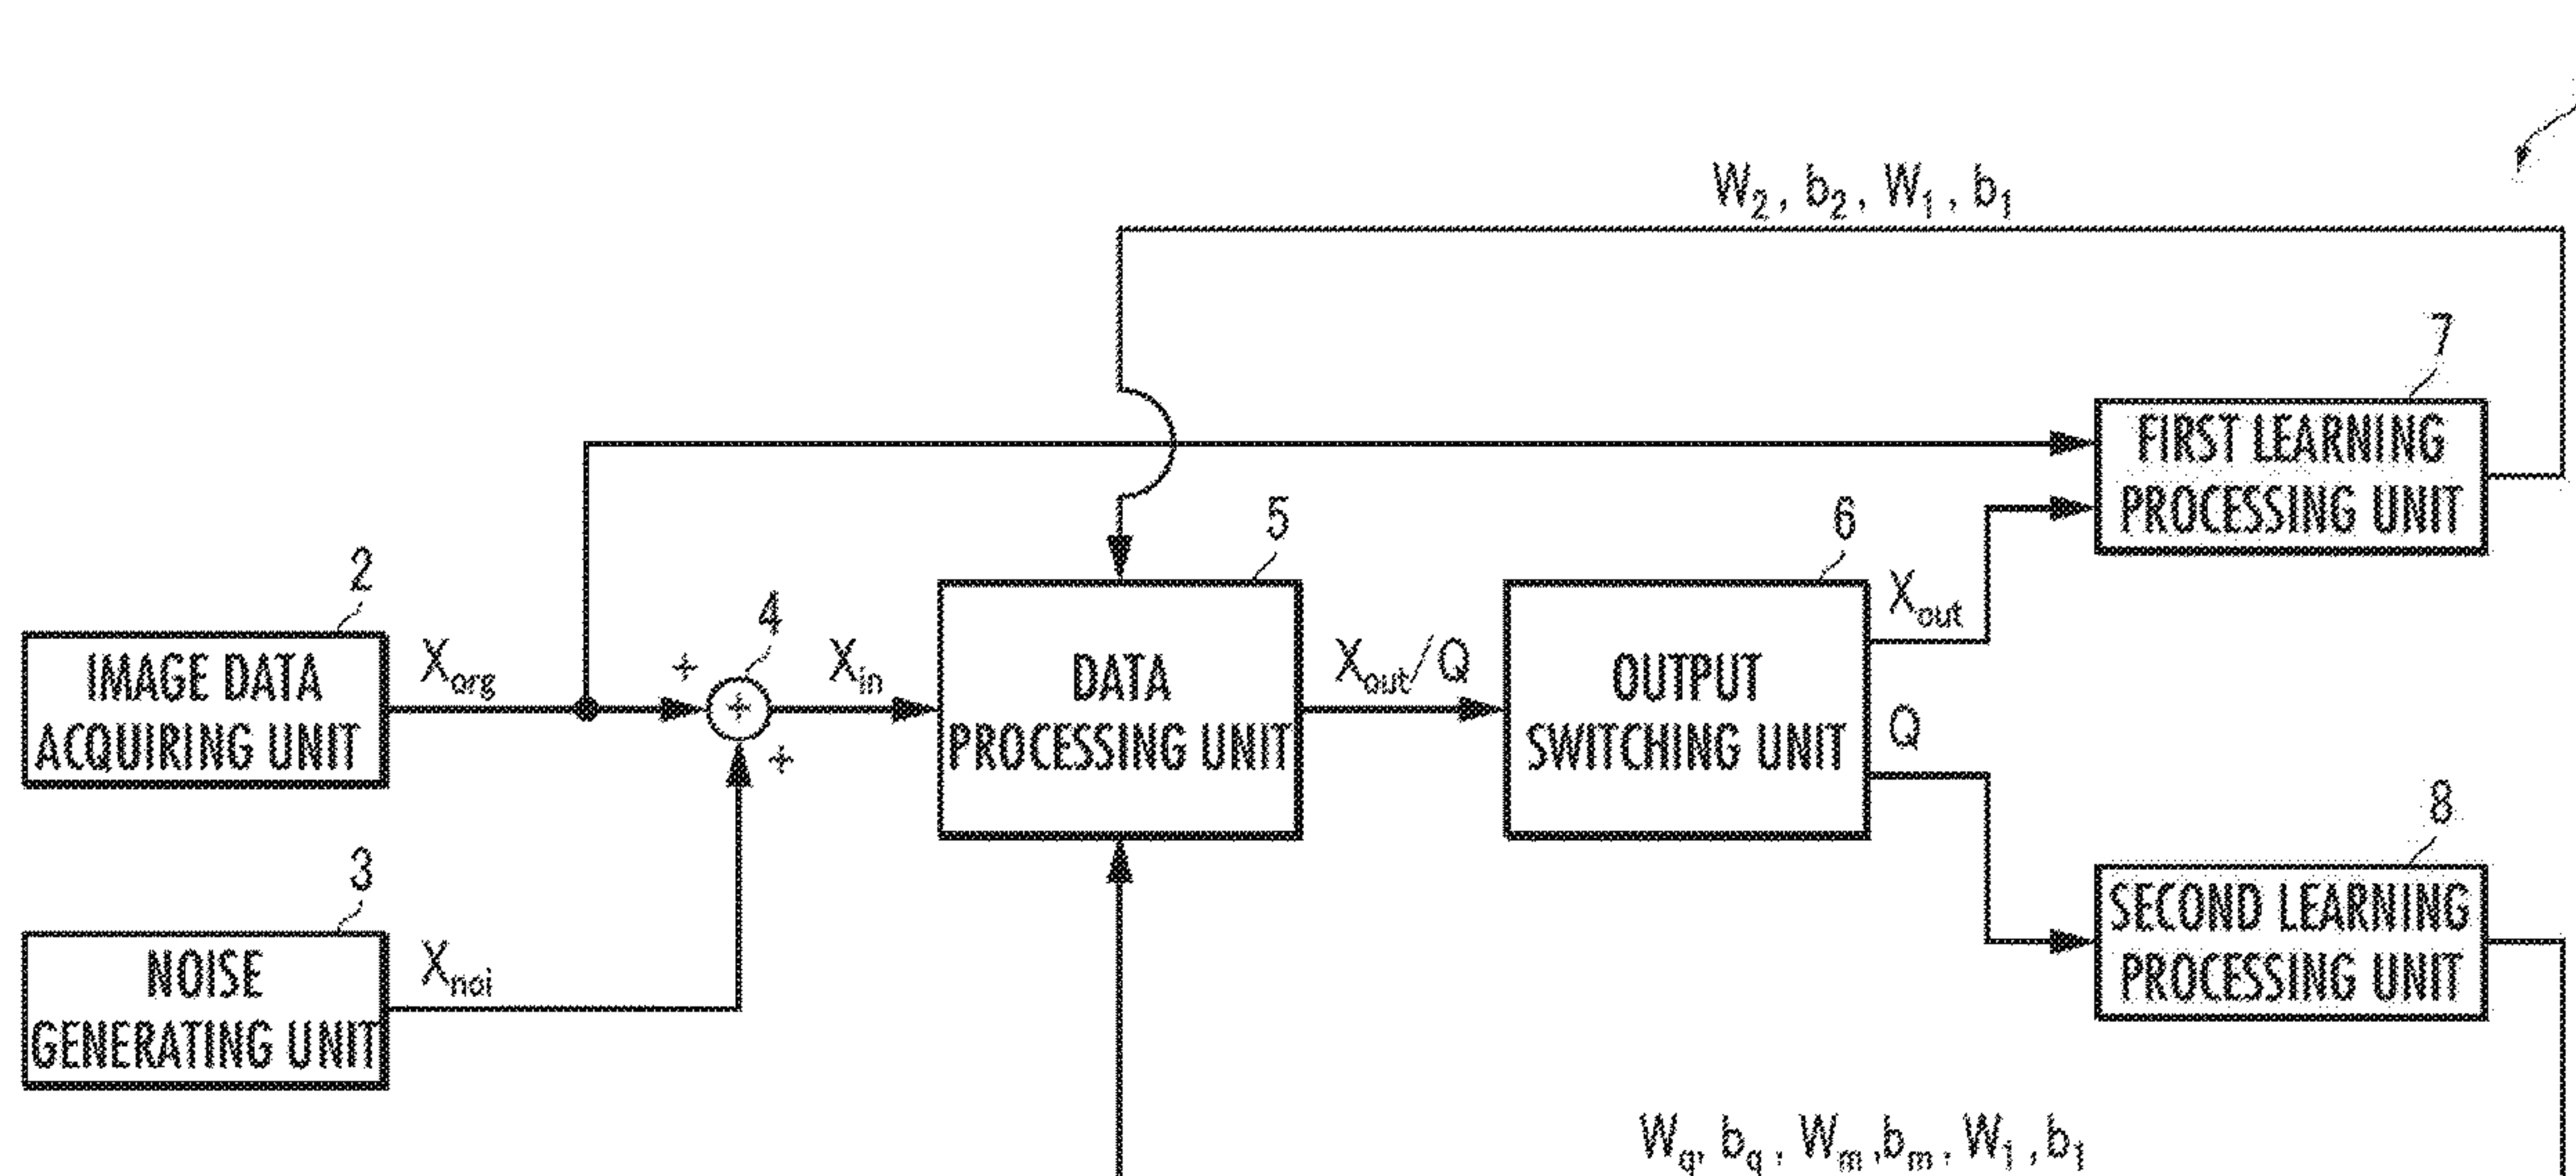 W2, b2, W1, b1
7
FIRST LEARNING
PROCESSING UNIT
2
IMAGE DATA
ACQUIRING UNIT
Xorg
+
4
+
+
Xin
5
DATA
PROCESSING UNIT
Xout/Q
6
OUTPUT
SWITCHING UNIT
Xout
Q
3
NOISE
GENERATING UNIT
Xnoi
8
SECOND LEARNING
PROCESSING UNIT
Wq, bq, Wm, bm, W1, b1